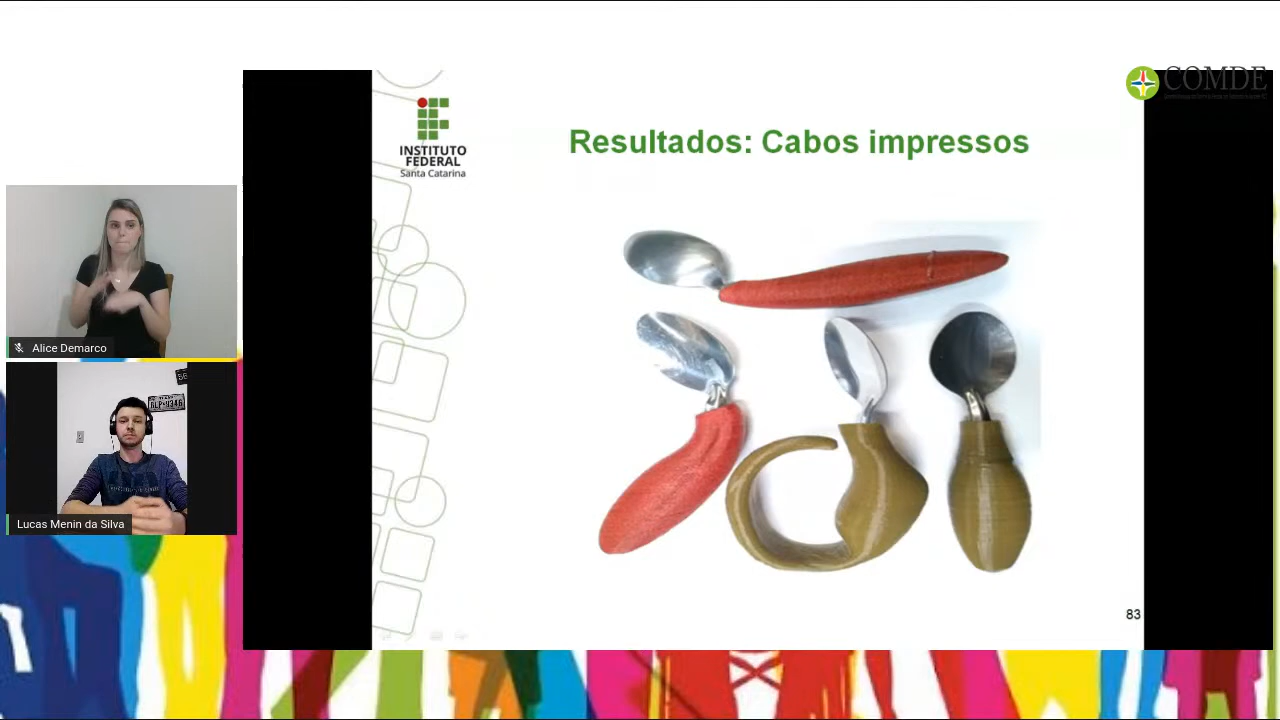 COMDE
INSTITUTO
FEDERAL
Santa Catarina
Resultados: Cabos impressos
Alice Demarco
Lucas Menin da Silva
83